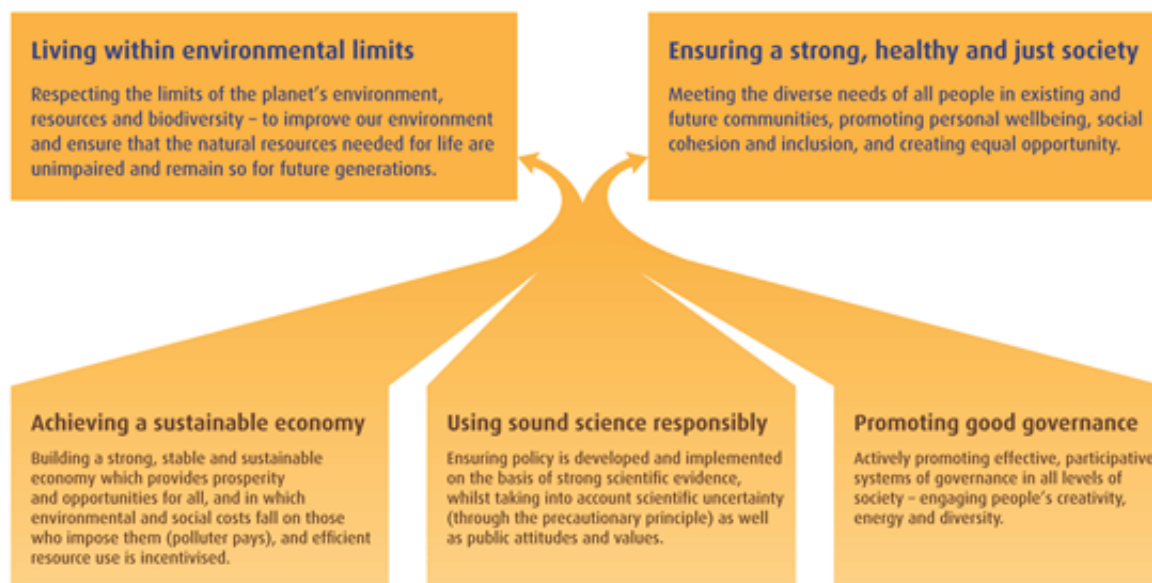 Living within environmental limits
Respecting the limits of the planet's environment,
resources and biodiversity – to improve our environment
and ensure that the natural resources needed for life are
unimpaired and remain so for future generations.
Ensuring a strong, healthy and just society
Meeting the diverse needs of all people in existing and
future communities, promoting personal wellbeing, social
cohesion and inclusion, and creating equal opportunity.
Achieving a sustainable economy
Building a strong, stable and sustainable
economy which provides prosperity
and opportunities for all, and in which
environmental and social costs fall on those
who impose them (polluter pays), and efficient
resource use is incentivised.
Using sound science responsibly
Ensuring policy is developed and implemented
on the basis of strong scientific evidence,
whilst taking into account scientific uncertainty
(through the precautionary principle) as well
as public attitudes and values.
Promoting good governance
Actively promoting effective, participative
systems of governance in all levels of
society – engaging people's creativity,
energy and diversity.